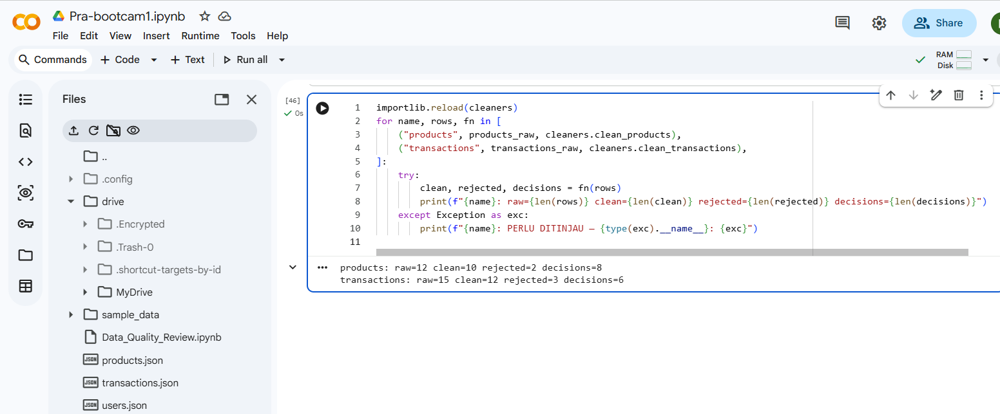 Pra-bootcam1.ipynb
File Edit View Insert Runtime Tools Help
Share
Commands + Code + Text Run all
RAM
Disk
Files
..
.config
drive
.Encrypted
.Trash-0
.shortcut-targets-by-id
MyDrive
sample_data
Data_Quality_Review.ipynb
JSON products.json
JSON transactions.json
JSON users.json
[46]
0s
1 importlib.reload(cleaners)
2 for name, rows, fn in [
3 ("products", products_raw, cleaners.clean_products),
4 ("transactions", transactions_raw, cleaners.clean_transactions),
5 ]:
6 try:
7 clean, rejected, decisions = fn(rows)
8 print(f"{name}: raw={len(rows)} clean={len(clean)} rejected={len(rejected)} decisions={len(decisions)}")
9 except Exception as exc:
10 print(f"{name}: PERLU DITINJAU — {type(exc).__name__}: {exc}")
11
products: raw=12 clean=10 rejected=2 decisions=8
transactions: raw=15 clean=12 rejected=3 decisions=6